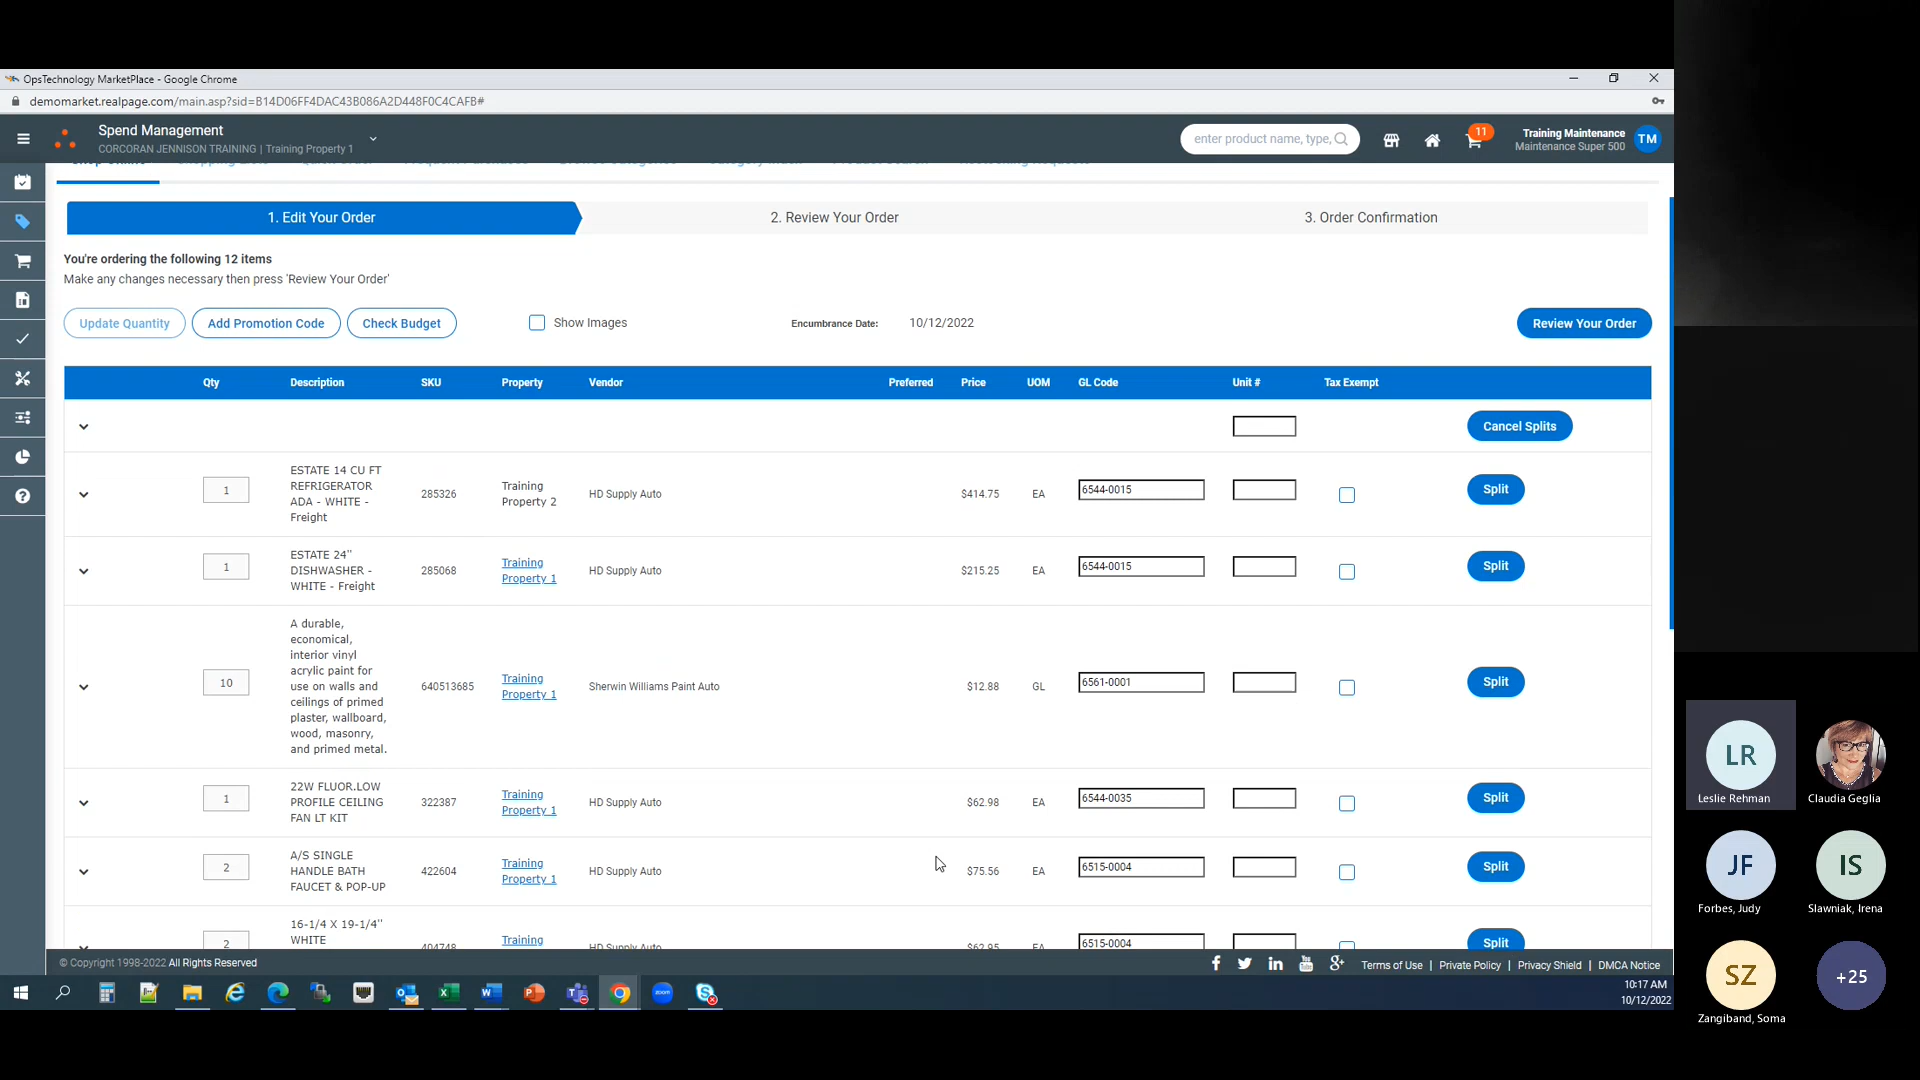 OpsTechnology MarketPlace - Google Chrome
demomarket.realpage.com/main.asp?sid=B14D06FF4DAC43B086A2D448F0C4CAFB#
Spend Management
CORCORAN JENNISON TRAINING | Training Property 1
enter product name, type,
11
Training Maintenance
Maintenance Super 500
TM
1. Edit Your Order
2. Review Your Order
3. Order Confirmation
You're ordering the following 12 items
Make any changes necessary then press 'Review Your Order'
Update Quantity
Add Promotion Code
Check Budget
Show Images
Encumbrance Date:
10/12/2022
Review Your Order
Qty Description SKU Property Vendor Preferred Price UOM GL Code Unit # Tax Exempt
Cancel Splits
ESTATE 14 CU FT
REFRIGERATOR
ADA - WHITE -
Freight
1
285326
Training
Property 2
HD Supply Auto
$414.75
EA
6544-0015
Split
ESTATE 24"
DISHWASHER -
WHITE - Freight
1
285068
Training
Property 1
HD Supply Auto
$215.25
EA
6544-0015
Split
A durable,
economical,
interior vinyl
acrylic paint for
use on walls and
ceilings of primed
plaster, wallboard,
wood, masonry,
and primed metal.
10
640513685
Training
Property 1
Sherwin Williams Paint Auto
$12.88
GL
6561-0001
Split
22W FLUOR.LOW
PROFILE CEILING
FAN LT KIT
1
322387
Training
Property 1
HD Supply Auto
$62.98
EA
6544-0035
Split
A/S SINGLE
HANDLE BATH
FAUCET & POP-UP
2
422604
Training
Property 1
HD Supply Auto
$75.56
EA
6515-0004
Split
16-1/4 X 19-1/4"
WHITE
2
404748
Training
HD Supply Auto
$62.95
EA
6515-0004
Split
© Copyright 1998-2022 All Rights Reserved
Terms of Use | Private Policy | Privacy Shield | DMCA Notice
10:17 AM
10/12/2022
LR
Leslie Rehman
Claudia Geglia
JF
Forbes, Judy
IS
Slawniak, Irena
SZ
Zangiband, Soma
+25